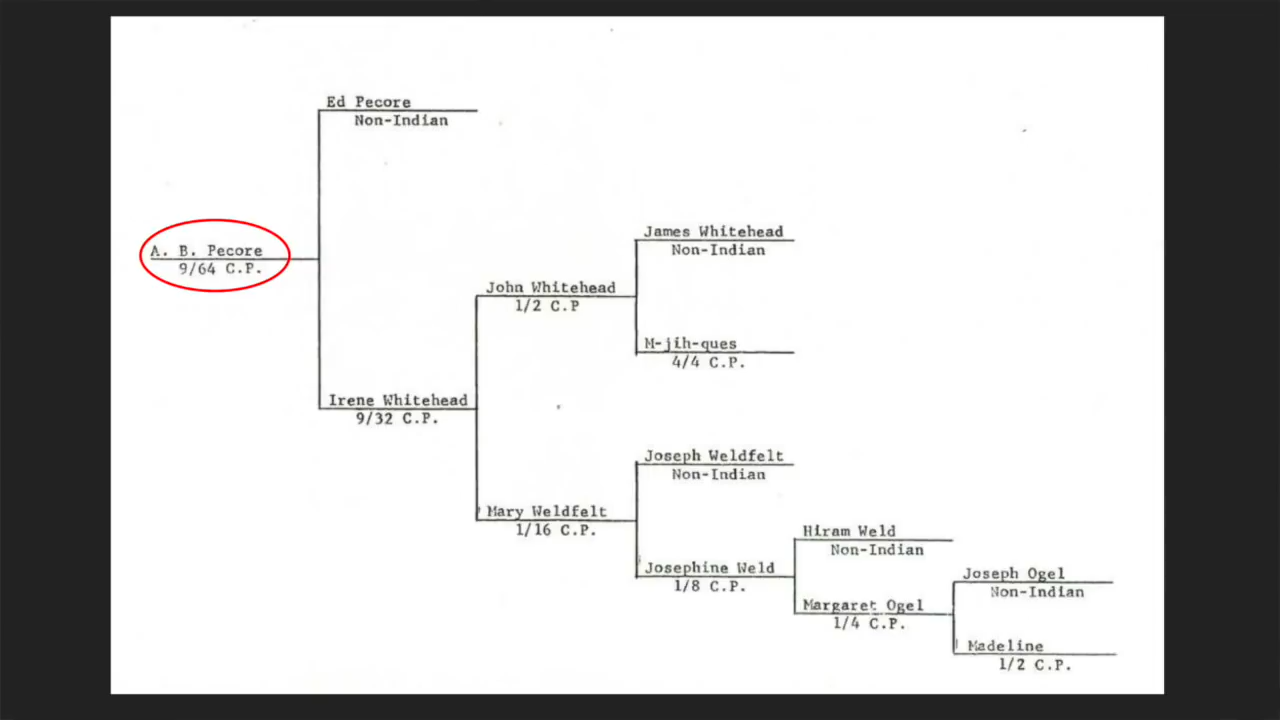 Ed Pecore
Non-Indian
A. B. Pecore
9/64 C.P.
James Whitehead
Non-Indian
John Whitehead
1/2 C.P
M-jih-ques
4/4 C.P.
Irene Whitehead
9/32 C.P.
Joseph Weldfelt
Non-Indian
Mary Weldfelt
1/16 C.P.
Hiram Weld
Non-Indian
Josephine Weld
1/8 C.P.
Joseph Ogel
Non-Indian
Margaret Ogel
1/4 C.P.
Madeline
1/2 C.P.